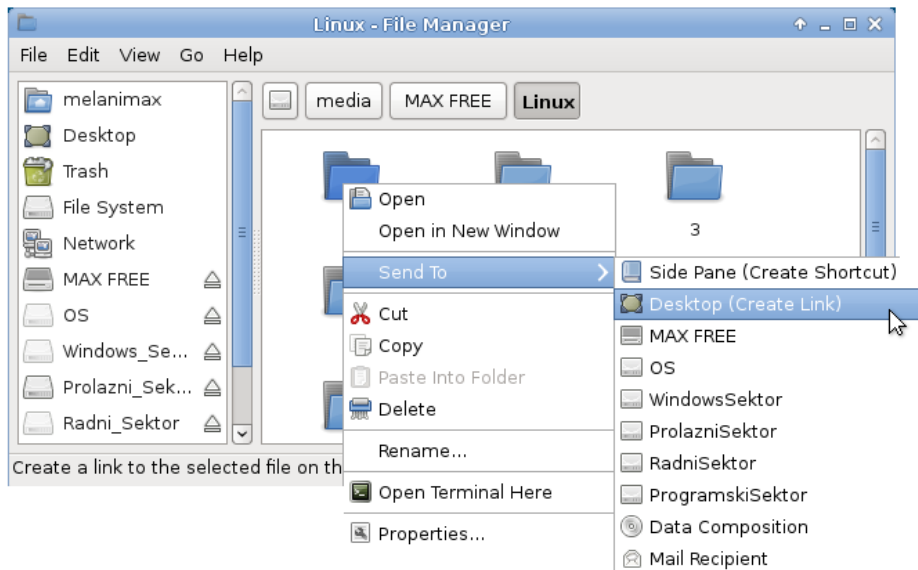 Linux - File Manager
File Edit View Go Help
melanimax
Desktop
Trash
File System
Network
MAX FREE
OS
Windows_Se...
Prolazni_Sek...
Radni_Sektor
media MAX FREE Linux
3
Open
Open in New Window
Send To
Cut
Copy
Paste Into Folder
Delete
Rename...
Open Terminal Here
Properties...
Side Pane (Create Shortcut)
Desktop (Create Link)
MAX FREE
OS
WindowsSektor
ProlazniSektor
RadniSektor
ProgramskiSektor
Data Composition
Mail Recipient
Create a link to the selected file on th